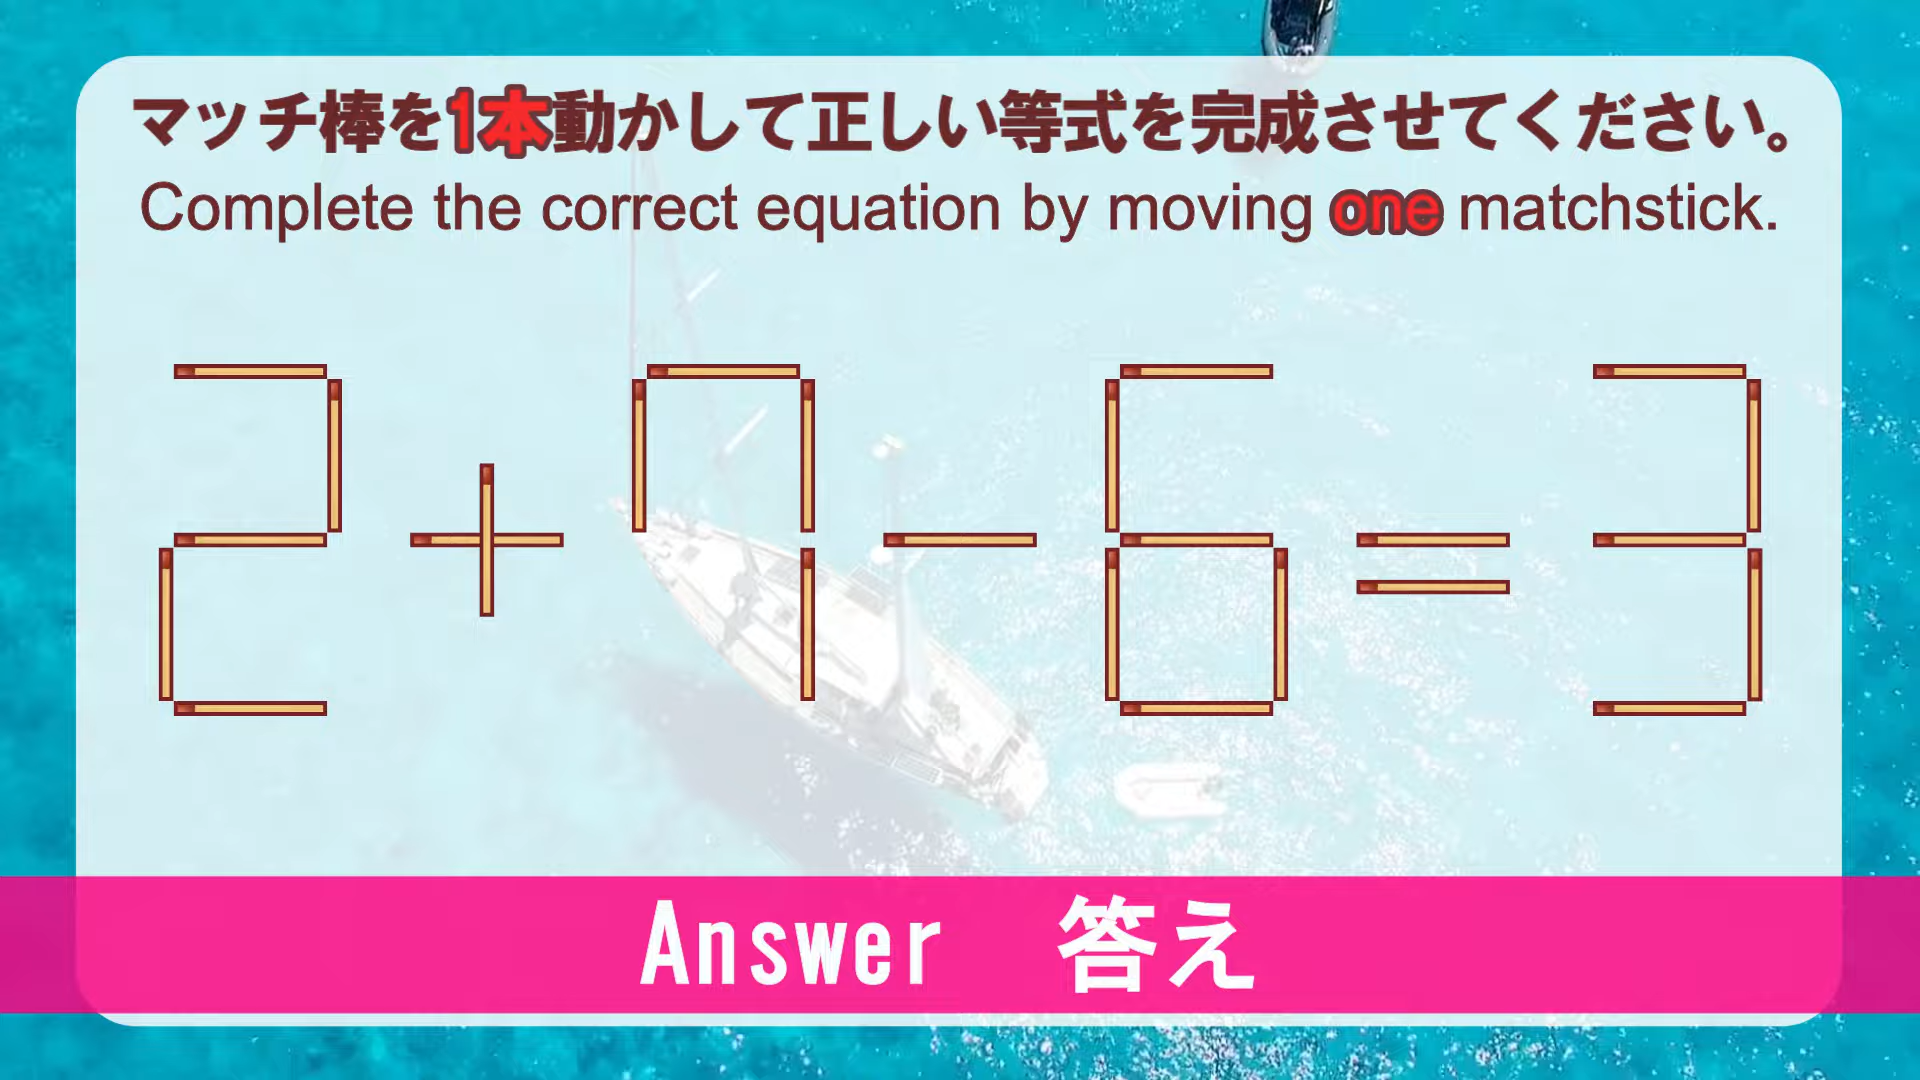 マッチ棒を1本動かして正しい等式を完成させてください。
Complete the correct equation by moving one matchstick.
2+7-6=3
Answer 答え